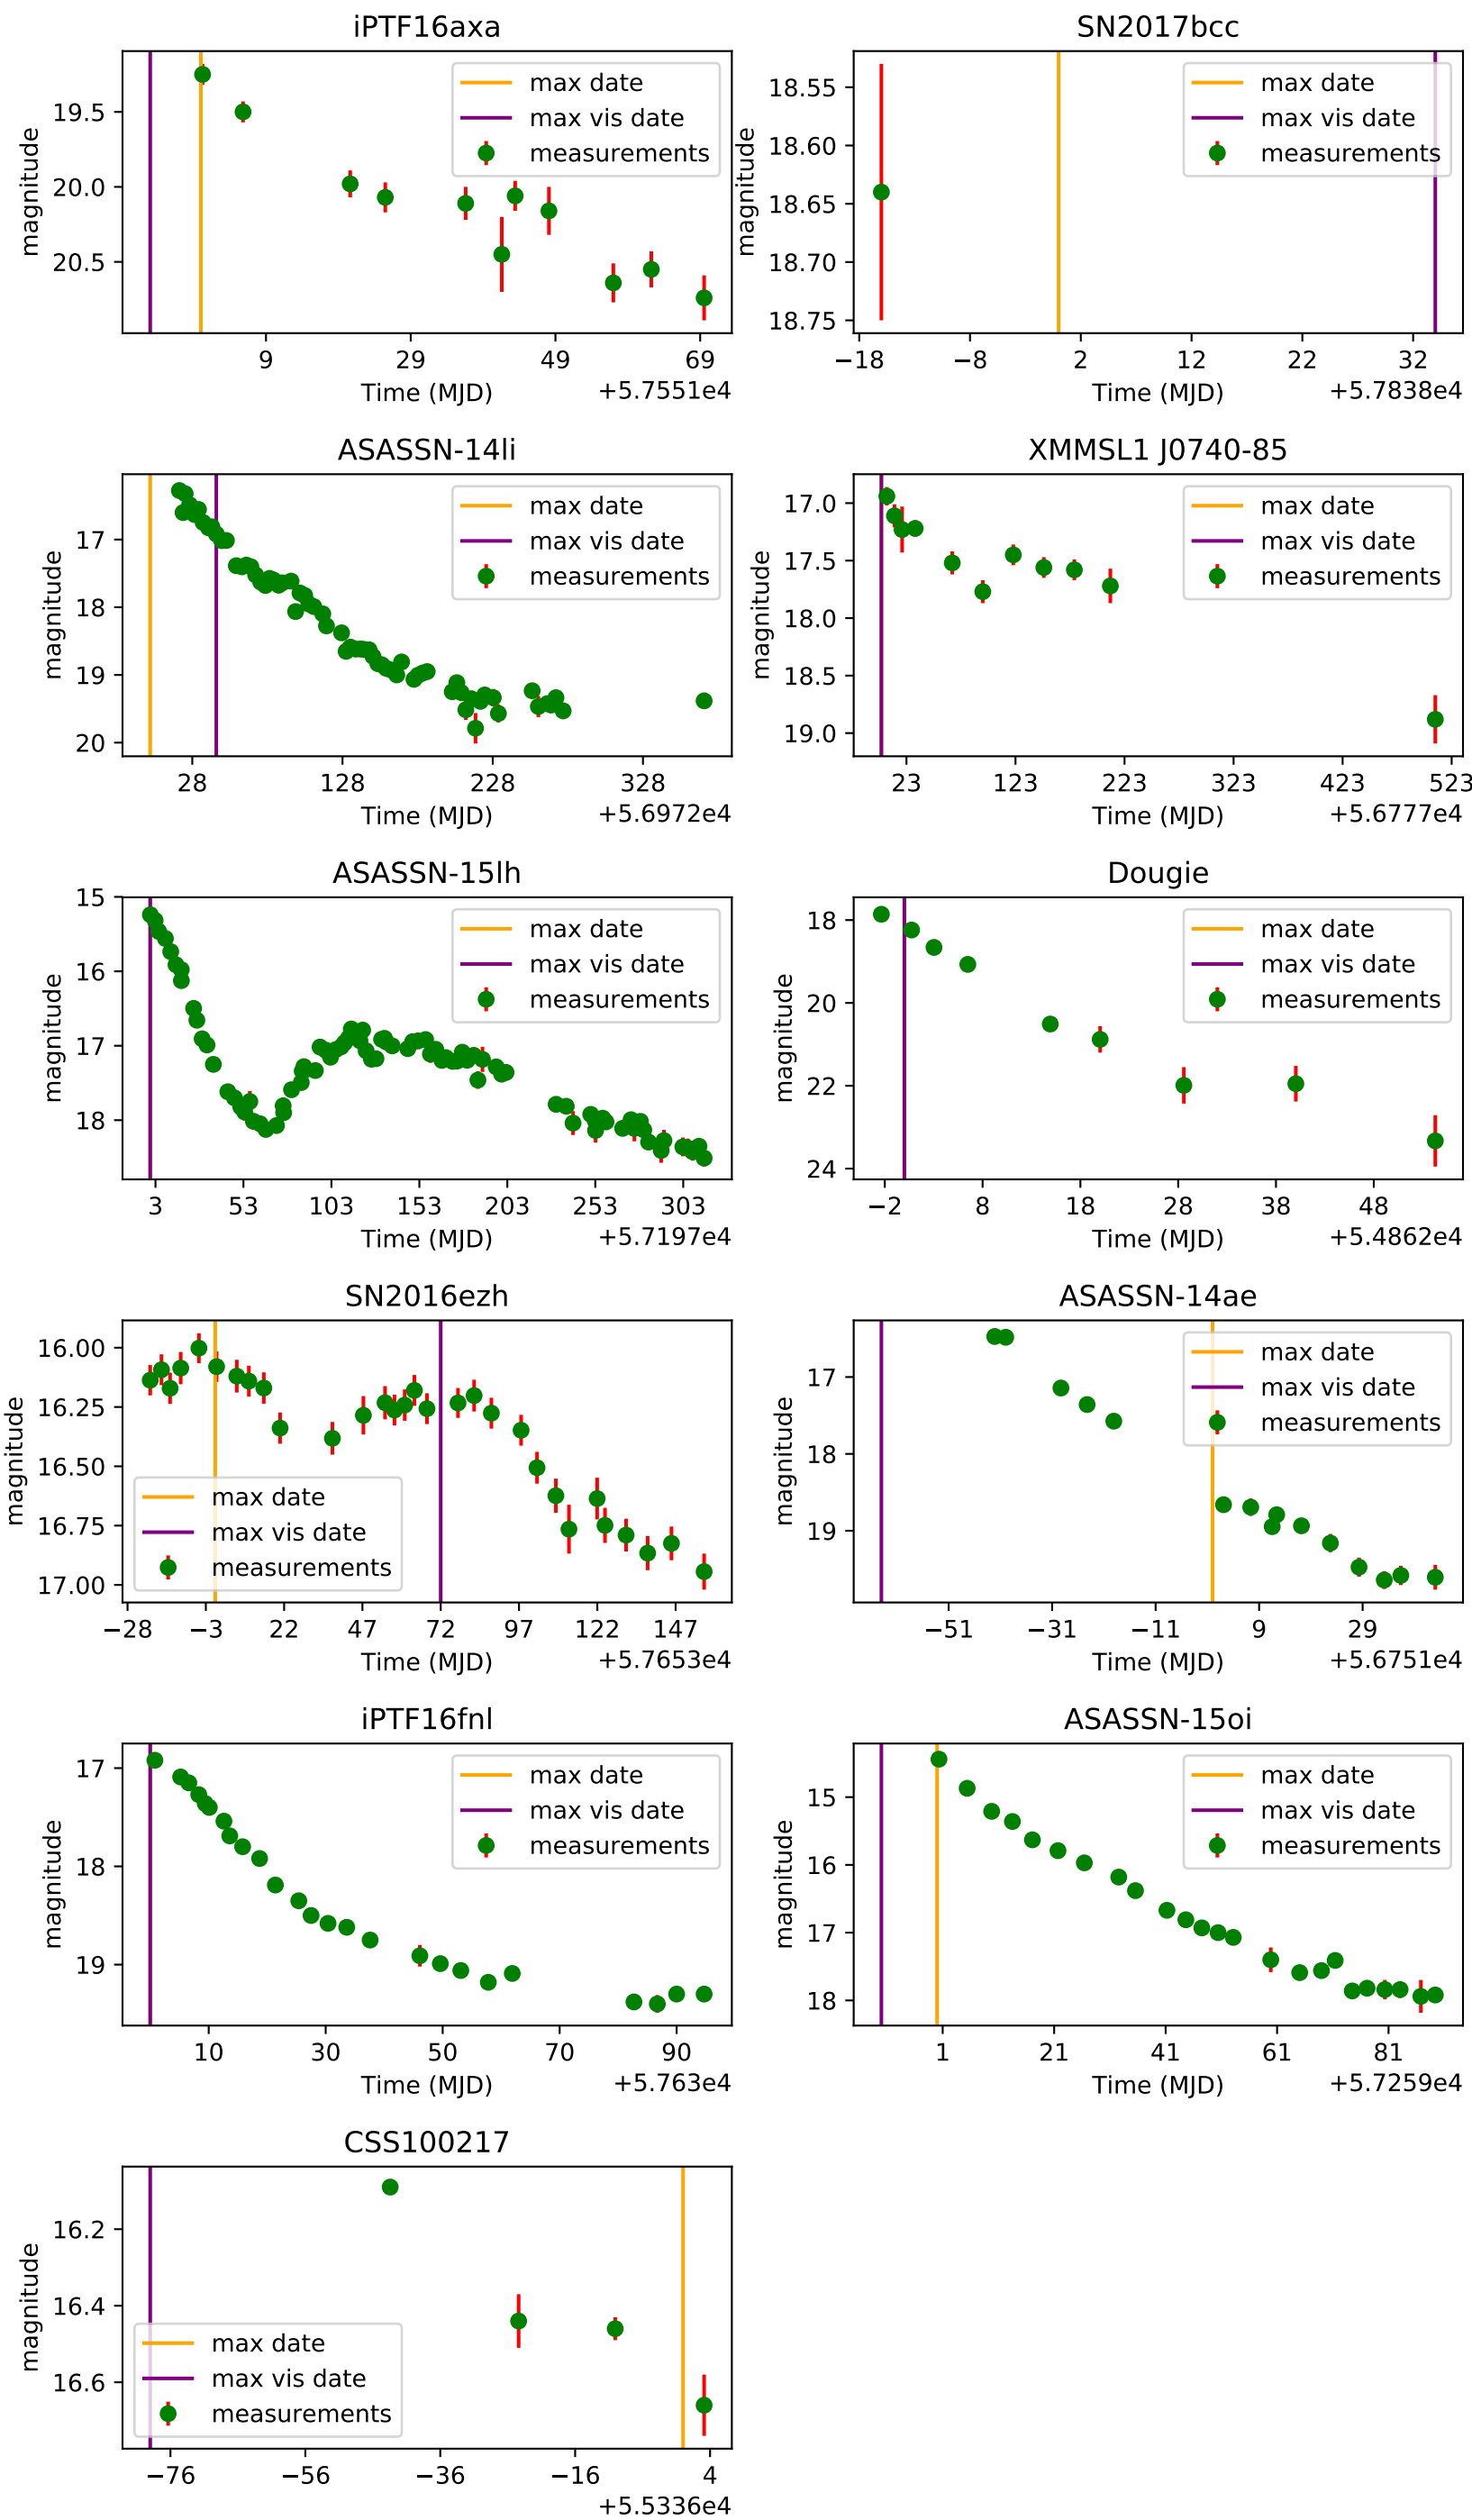 iPTF16axa
magnitude
19.5
20.0
20.5
max date
max vis date
measurements
9 29 49 69
Time (MJD)
+5.7551e4
SN2017bcc
magnitude
18.55
18.60
18.65
18.70
18.75
max date
max vis date
measurements
−18 −8 2 12 22 32
Time (MJD)
+5.7838e4
ASASSN-14li
magnitude
17
18
19
20
max date
max vis date
measurements
28 128 228 328
Time (MJD)
+5.6972e4
XMMSL1 J0740-85
magnitude
17.0
17.5
18.0
18.5
19.0
max date
max vis date
measurements
23 123 223 323 423 523
Time (MJD)
+5.6777e4
ASASSN-15lh
magnitude
15
16
17
18
max date
max vis date
measurements
3 53 103 153 203 253 303
Time (MJD)
+5.7197e4
Dougie
magnitude
18
20
22
24
max date
max vis date
measurements
−2 8 18 28 38 48
Time (MJD)
+5.4862e4
SN2016ezh
magnitude
16.00
16.25
16.50
16.75
17.00
max date
max vis date
measurements
−28 −3 22 47 72 97 122 147
Time (MJD)
+5.7653e4
ASASSN-14ae
magnitude
17
18
19
max date
max vis date
measurements
−51 −31 −11 9 29
Time (MJD)
+5.6751e4
iPTF16fnl
magnitude
17
18
19
max date
max vis date
measurements
10 30 50 70 90
Time (MJD)
+5.763e4
ASASSN-15oi
magnitude
15
16
17
18
max date
max vis date
measurements
1 21 41 61 81
Time (MJD)
+5.7259e4
CSS100217
magnitude
16.2
16.4
16.6
max date
max vis date
measurements
−76 −56 −36 −16 4
+5.5336e4